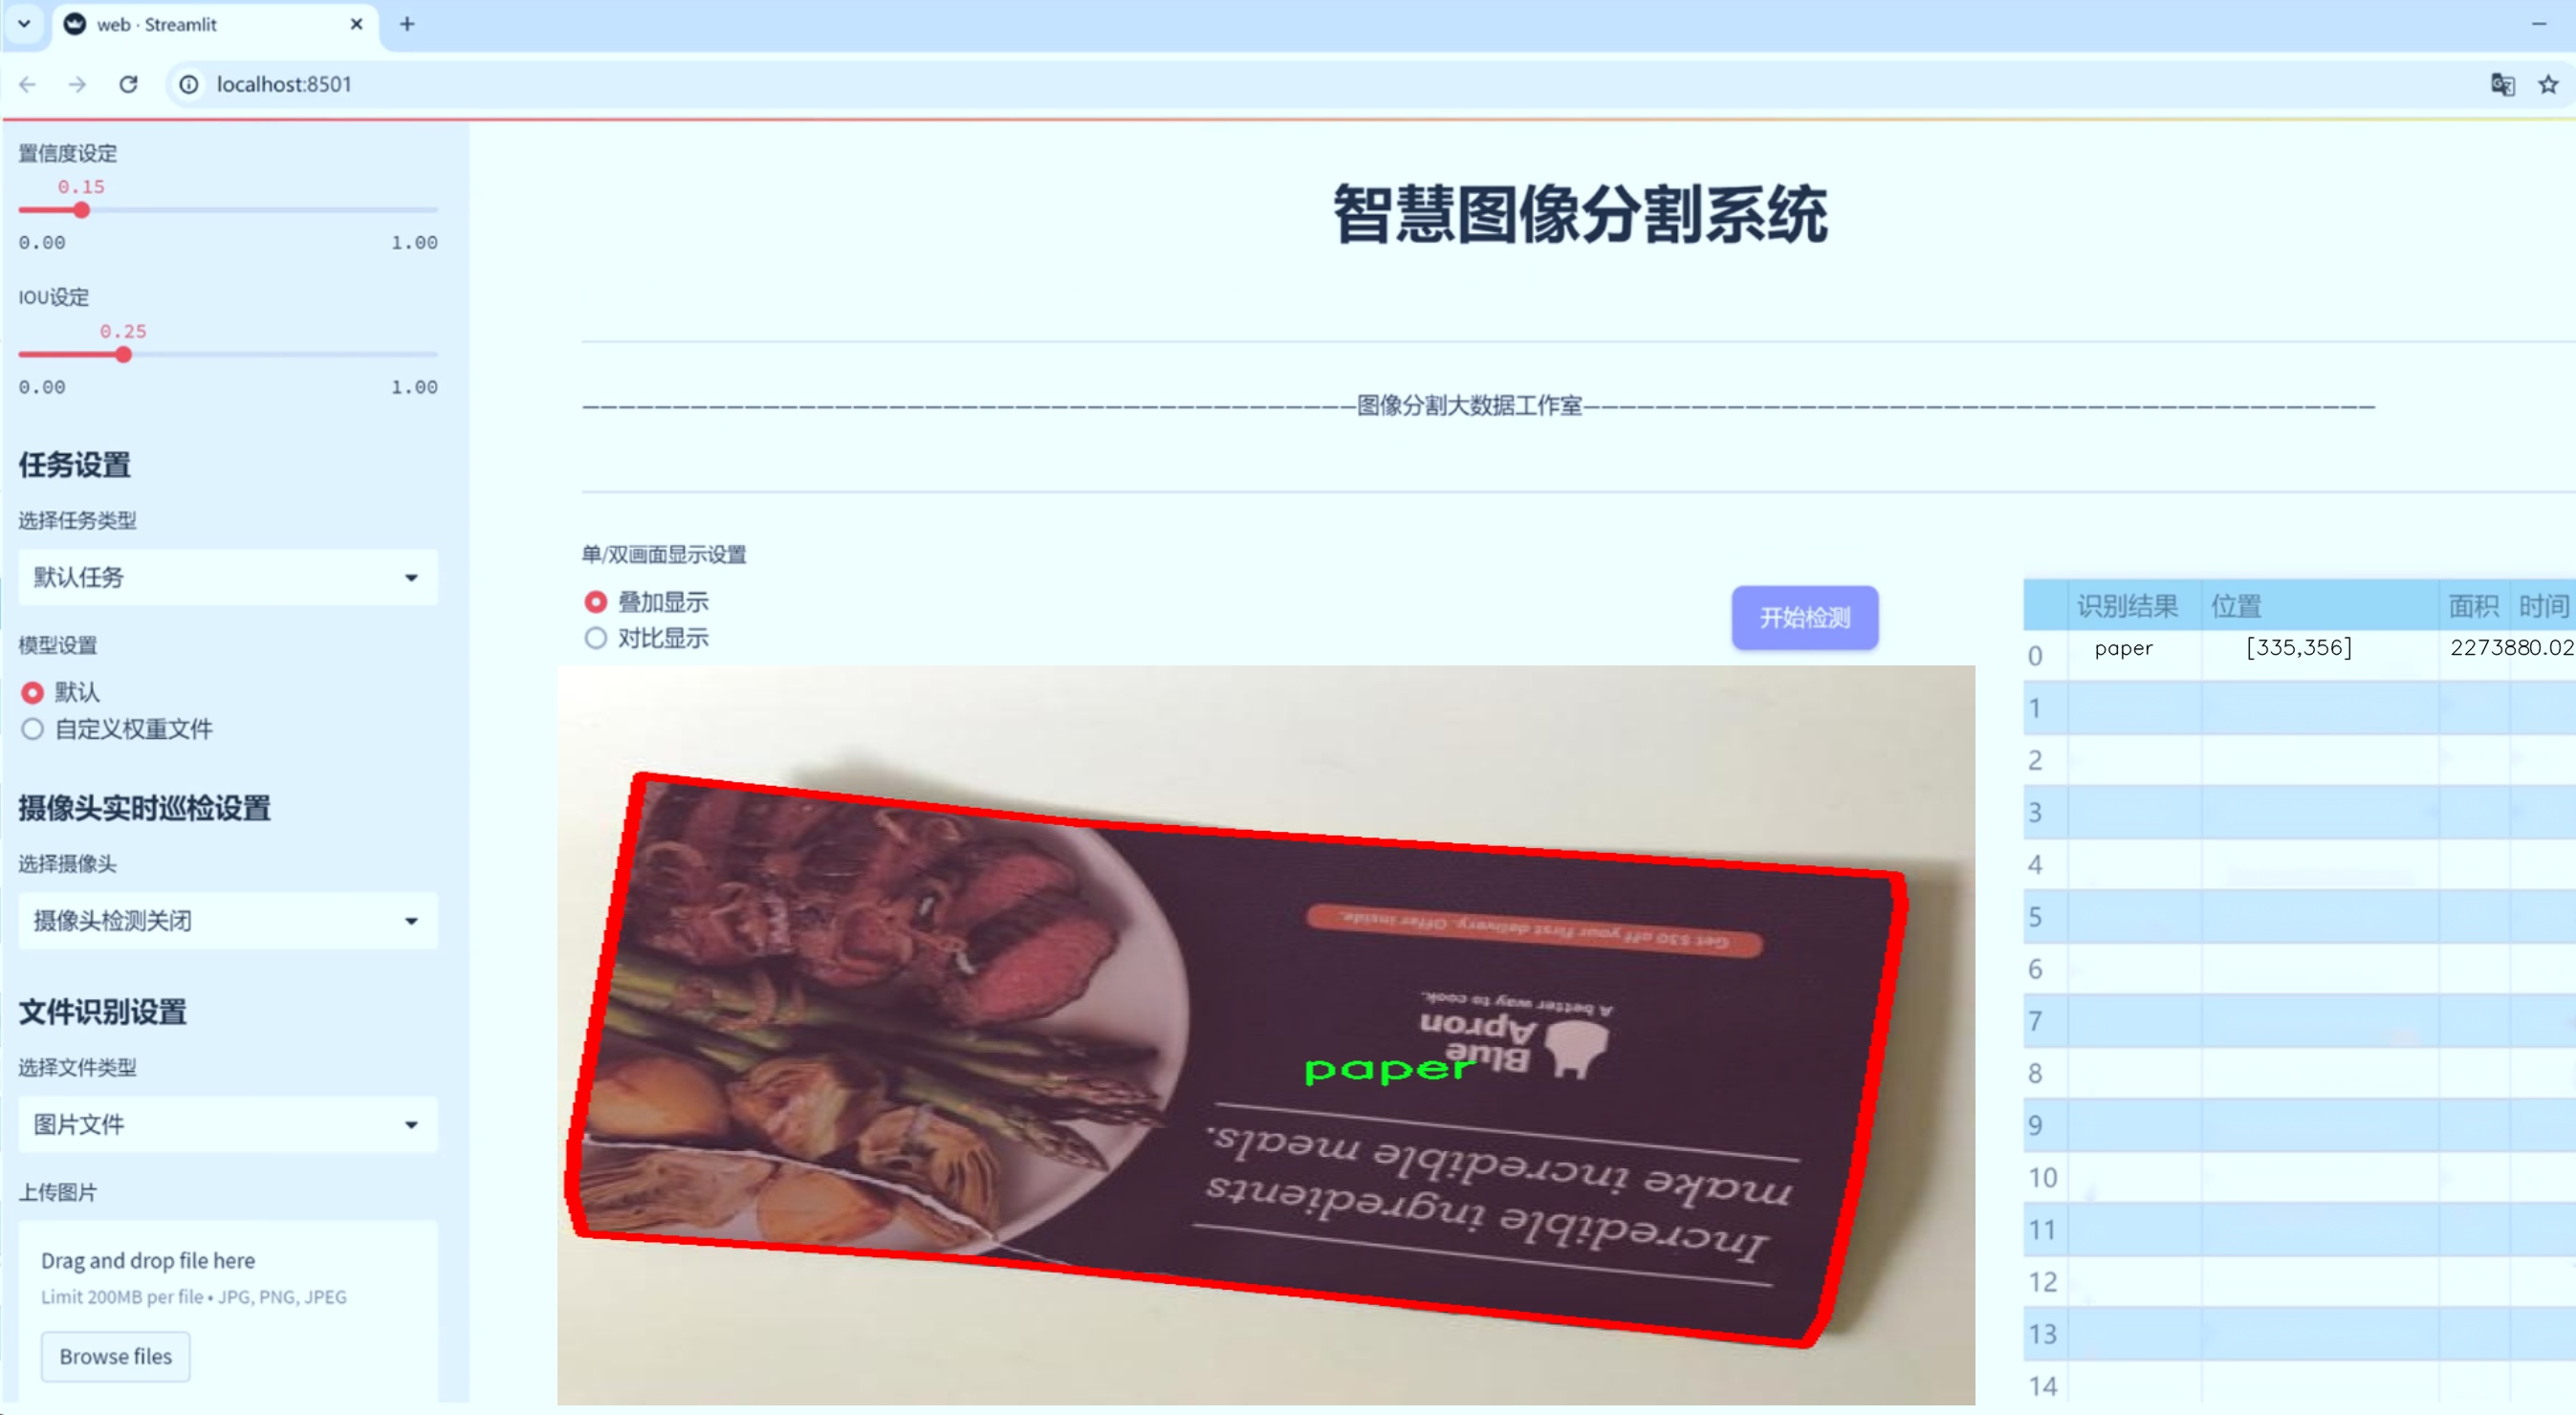 web · Streamlit
localhost:8501
置信度设定
0.15
0.00 1.00
IOU设定
0.25
0.00 1.00
任务设置
选择任务类型
默认任务
模型设置
默认
自定义权重文件
摄像头实时巡检设置
选择摄像头
摄像头检测关闭
文件识别设置
选择文件类型
图片文件
上传图片
Drag and drop file here
Limit 200MB per file • JPG, PNG, JPEG
Browse files
智慧图像分割系统
———————————————————————————————————————————图像分割大数据工作室————————————————————————————————————————————
单/双画面显示设置
叠加显示
对比显示
开始检测
Incredible ingredients
make incredible meals.
Blue
Apron
A better way to cook.
Get $30 off your first delivery. Offer inside.
paper
识别结果 位置 面积 时间
0 paper [335,356] 2273880.02
1
2
3
4
5
6
7
8
9
10
11
12
13
14